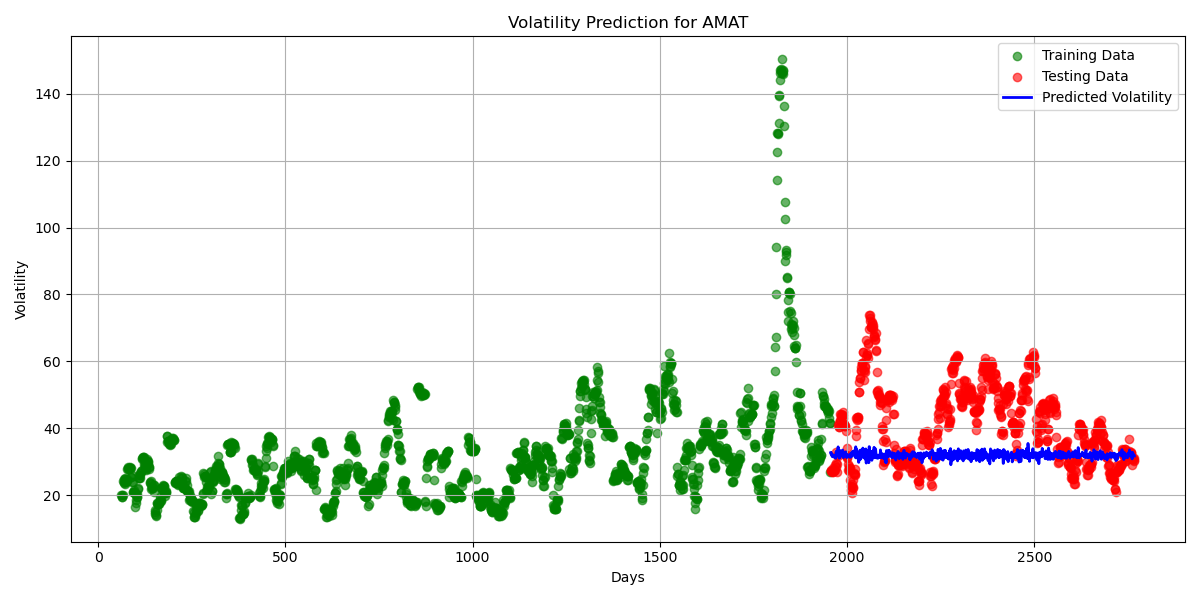 Volatility Prediction for AMAT
Training Data
Testing Data
Predicted Volatility
Volatility
140
120
100
80
60
40
20
0
500
1000
1500
2000
2500
Days